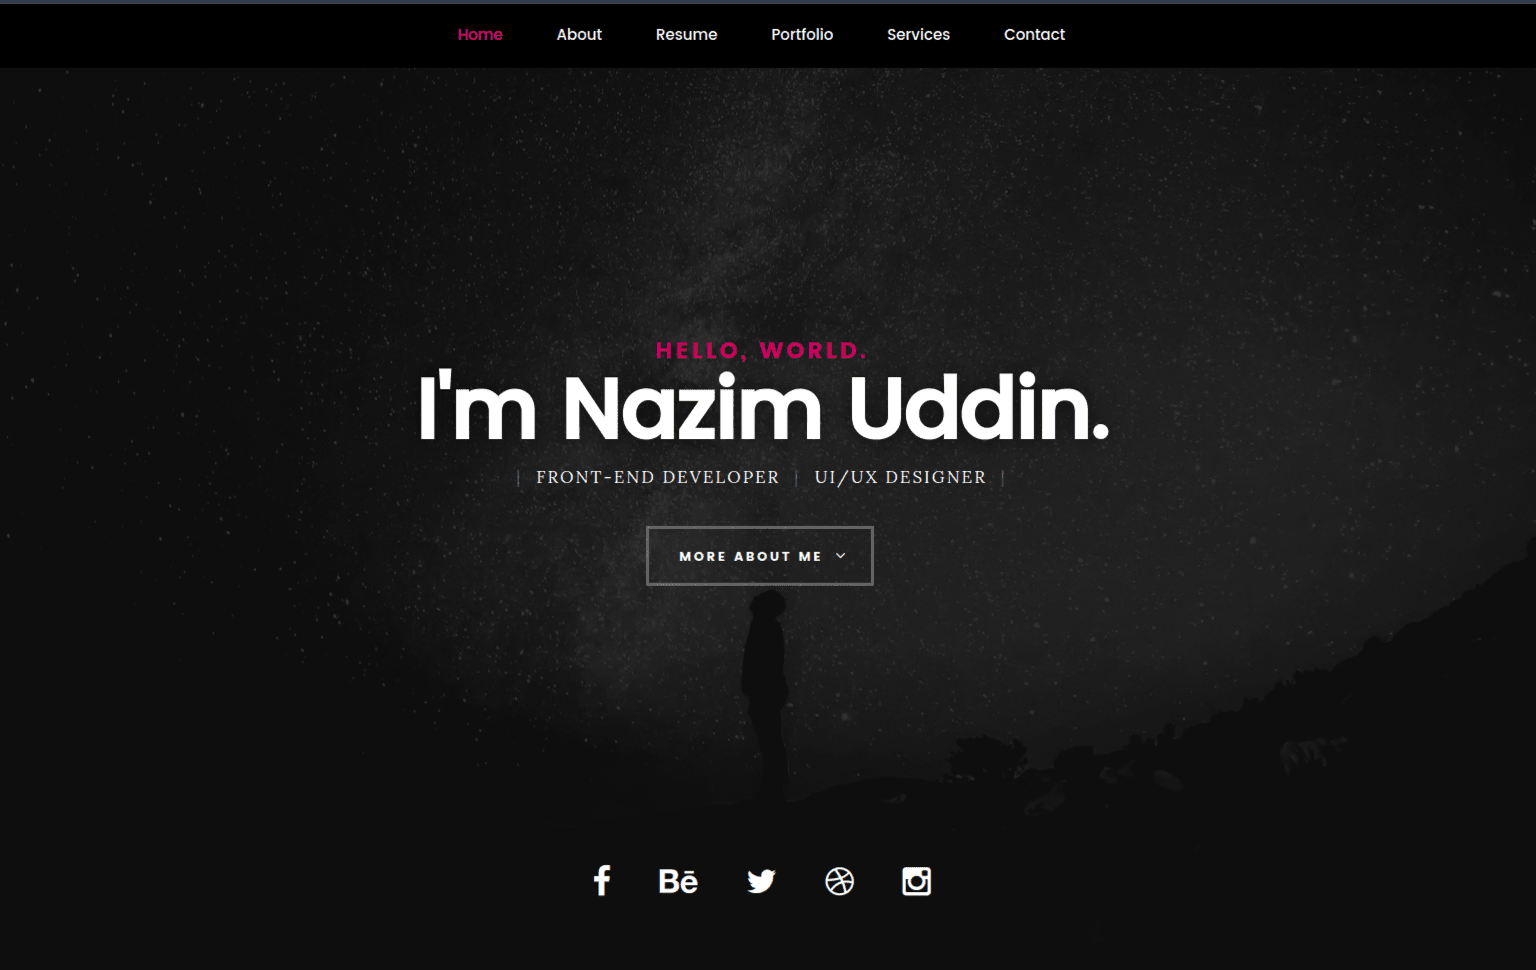 Home About Resume Portfolio Services Contact
HELLO, WORLD.
I'm Nazim Uddin.
| FRONT-END DEVELOPER | UI/UX DESIGNER |
MORE ABOUT ME
f Bē